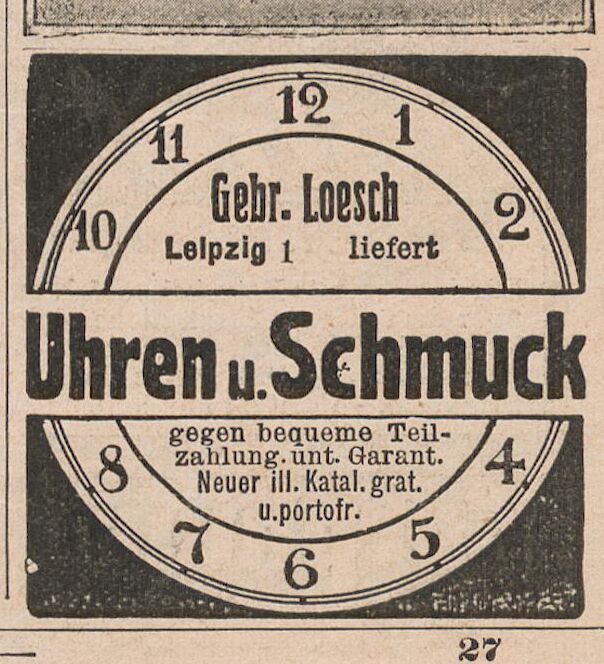 12
11
1
10
2
Gebr. Loesch
Leipzig 1 liefert
Uhren u. Schmuck
gegen bequeme Teil-
zahlung. unt. Garant.
Neuer ill. Katal. grat.
u. portofr.
8
4
7
5
6
27